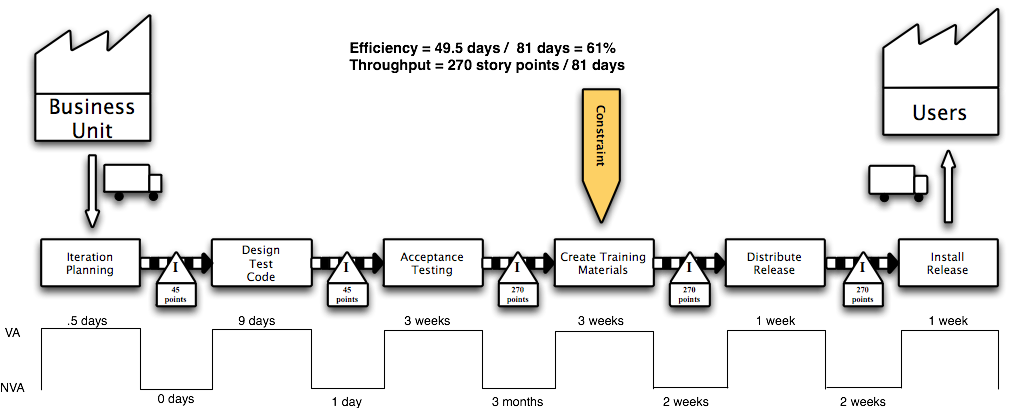 Efficiency = 49.5 days / 81 days = 61%
Throughput = 270 story points / 81 days
Business
Unit
Users
Constraint
Iteration
Planning
Design
Test
Code
Acceptance
Testing
Create Training
Materials
Distribute
Release
Install
Release
I
45
points
I
45
points
I
270
points
I
270
points
I
270
points
VA
.5 days
9 days
3 weeks
3 weeks
1 week
1 week
NVA
0 days
1 day
3 months
2 weeks
2 weeks